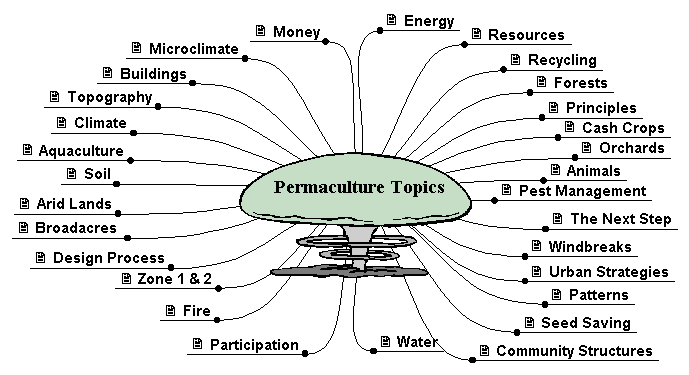 Energy
Money
Resources
Microclimate
Recycling
Buildings
Forests
Topography
Principles
Climate
Cash Crops
Aquaculture
Orchards
Soil
Animals
Permaculture Topics
Pest Management
Arid Lands
The Next Step
Broadacres
Windbreaks
Design Process
Urban Strategies
Zone 1 & 2
Patterns
Fire
Seed Saving
Participation
Water
Community Structures